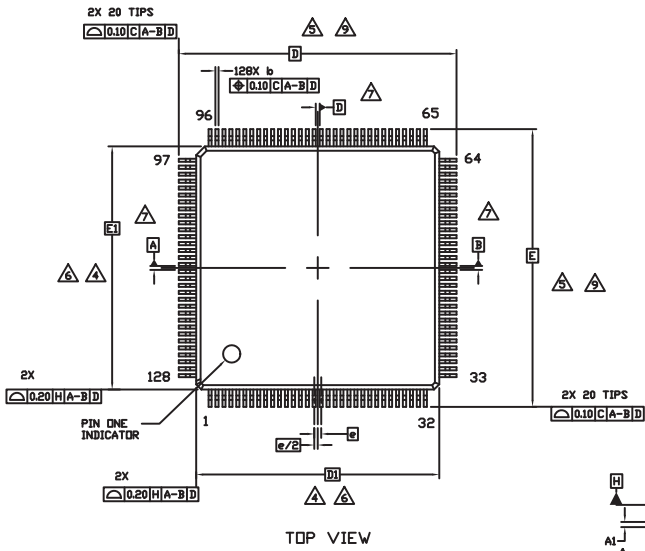 2X 20 TIPS
⌓ 0.10 C A-B D
5 9
D
128X b
⌖ 0.10 C A-B D
7
D
96
65
97
64
E1
7
7
A
B
E
6 4
5 9
128
33
2X
⌓ 0.20 H A-B D
2X 20 TIPS
⌓ 0.10 C A-B D
PIN ONE
INDICATOR
1
32
e
e/2
2X
⌓ 0.20 H A-B D
D1
4 6
H
A1
TOP VIEW